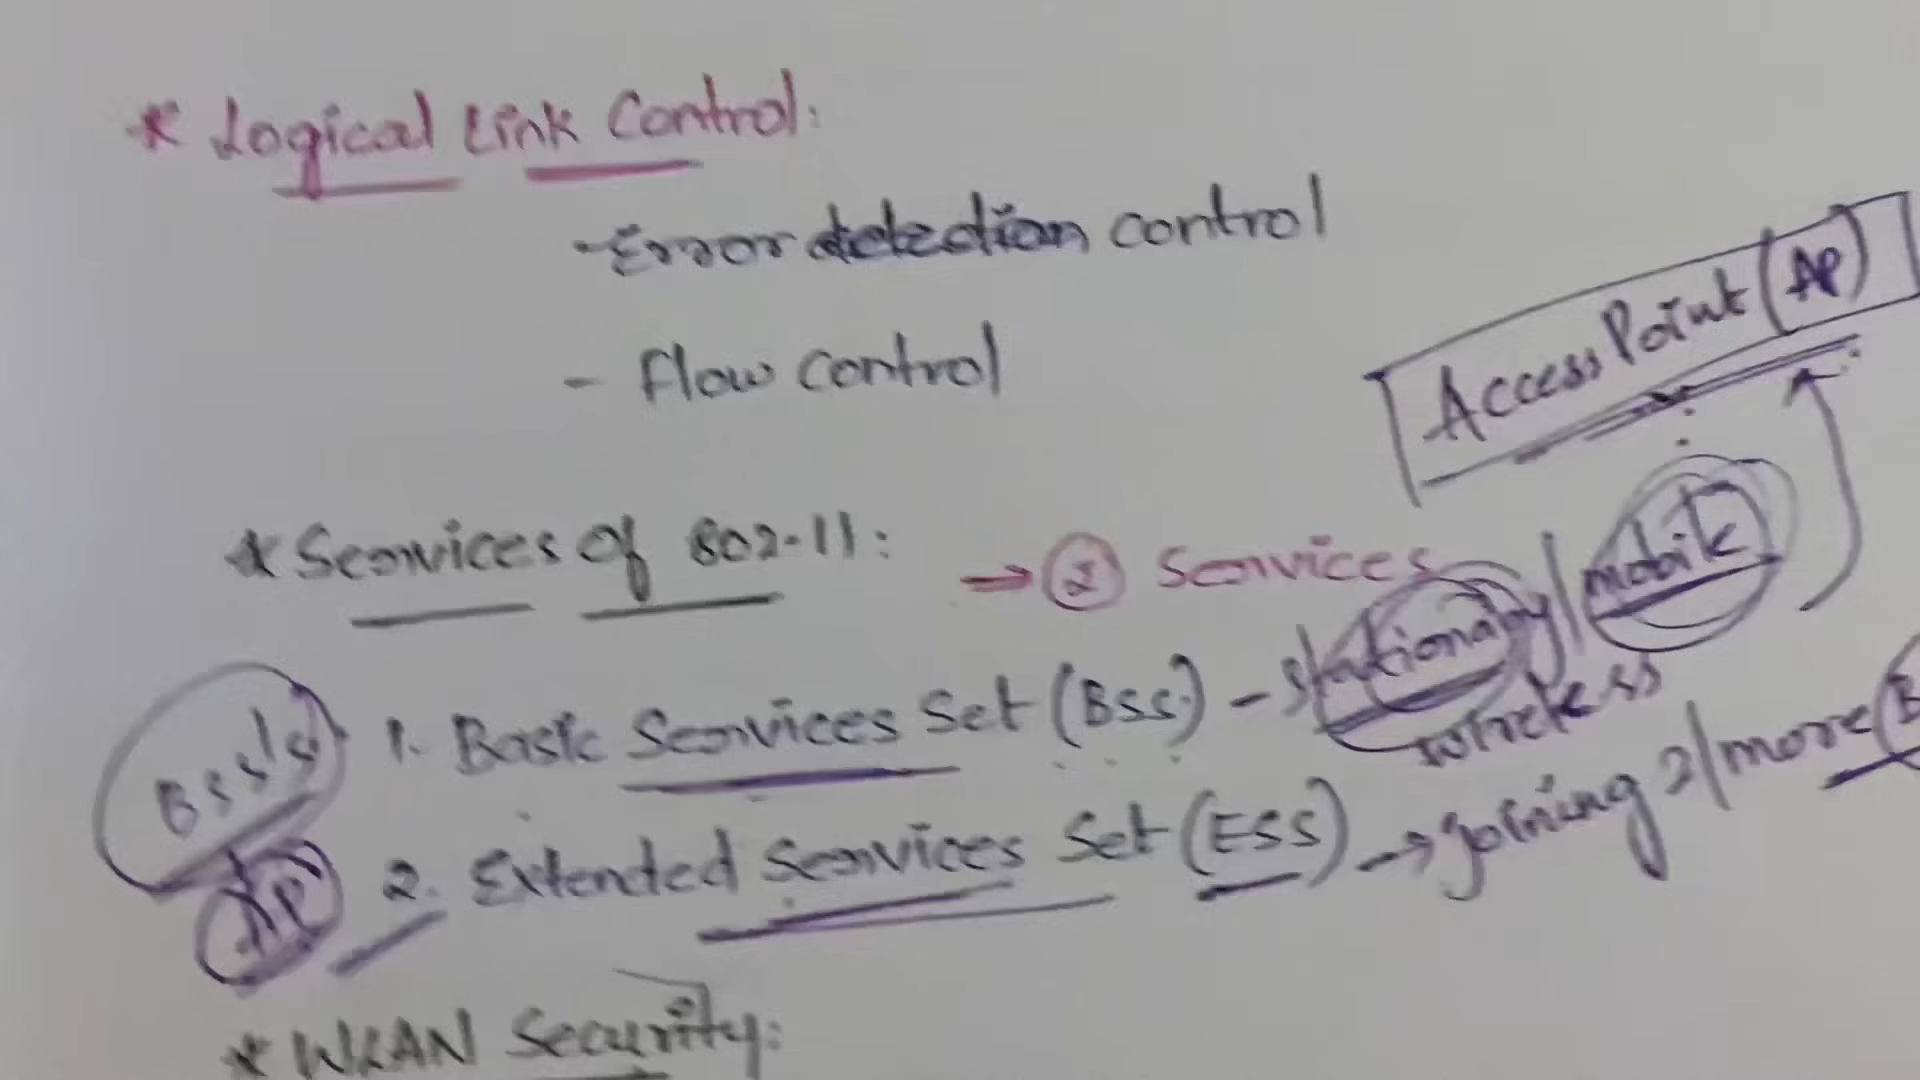 * Logical Link Control:
- Error detection control
- Flow control
Access Point (AP)
* Services of 802.11:
→ 2 Services
1. Basic Services Set (BSS) - stationary/mobile
wireless
2. Extended Services Set (ESS) → joining 2/more B
BSS's
AP
* WLAN Security: